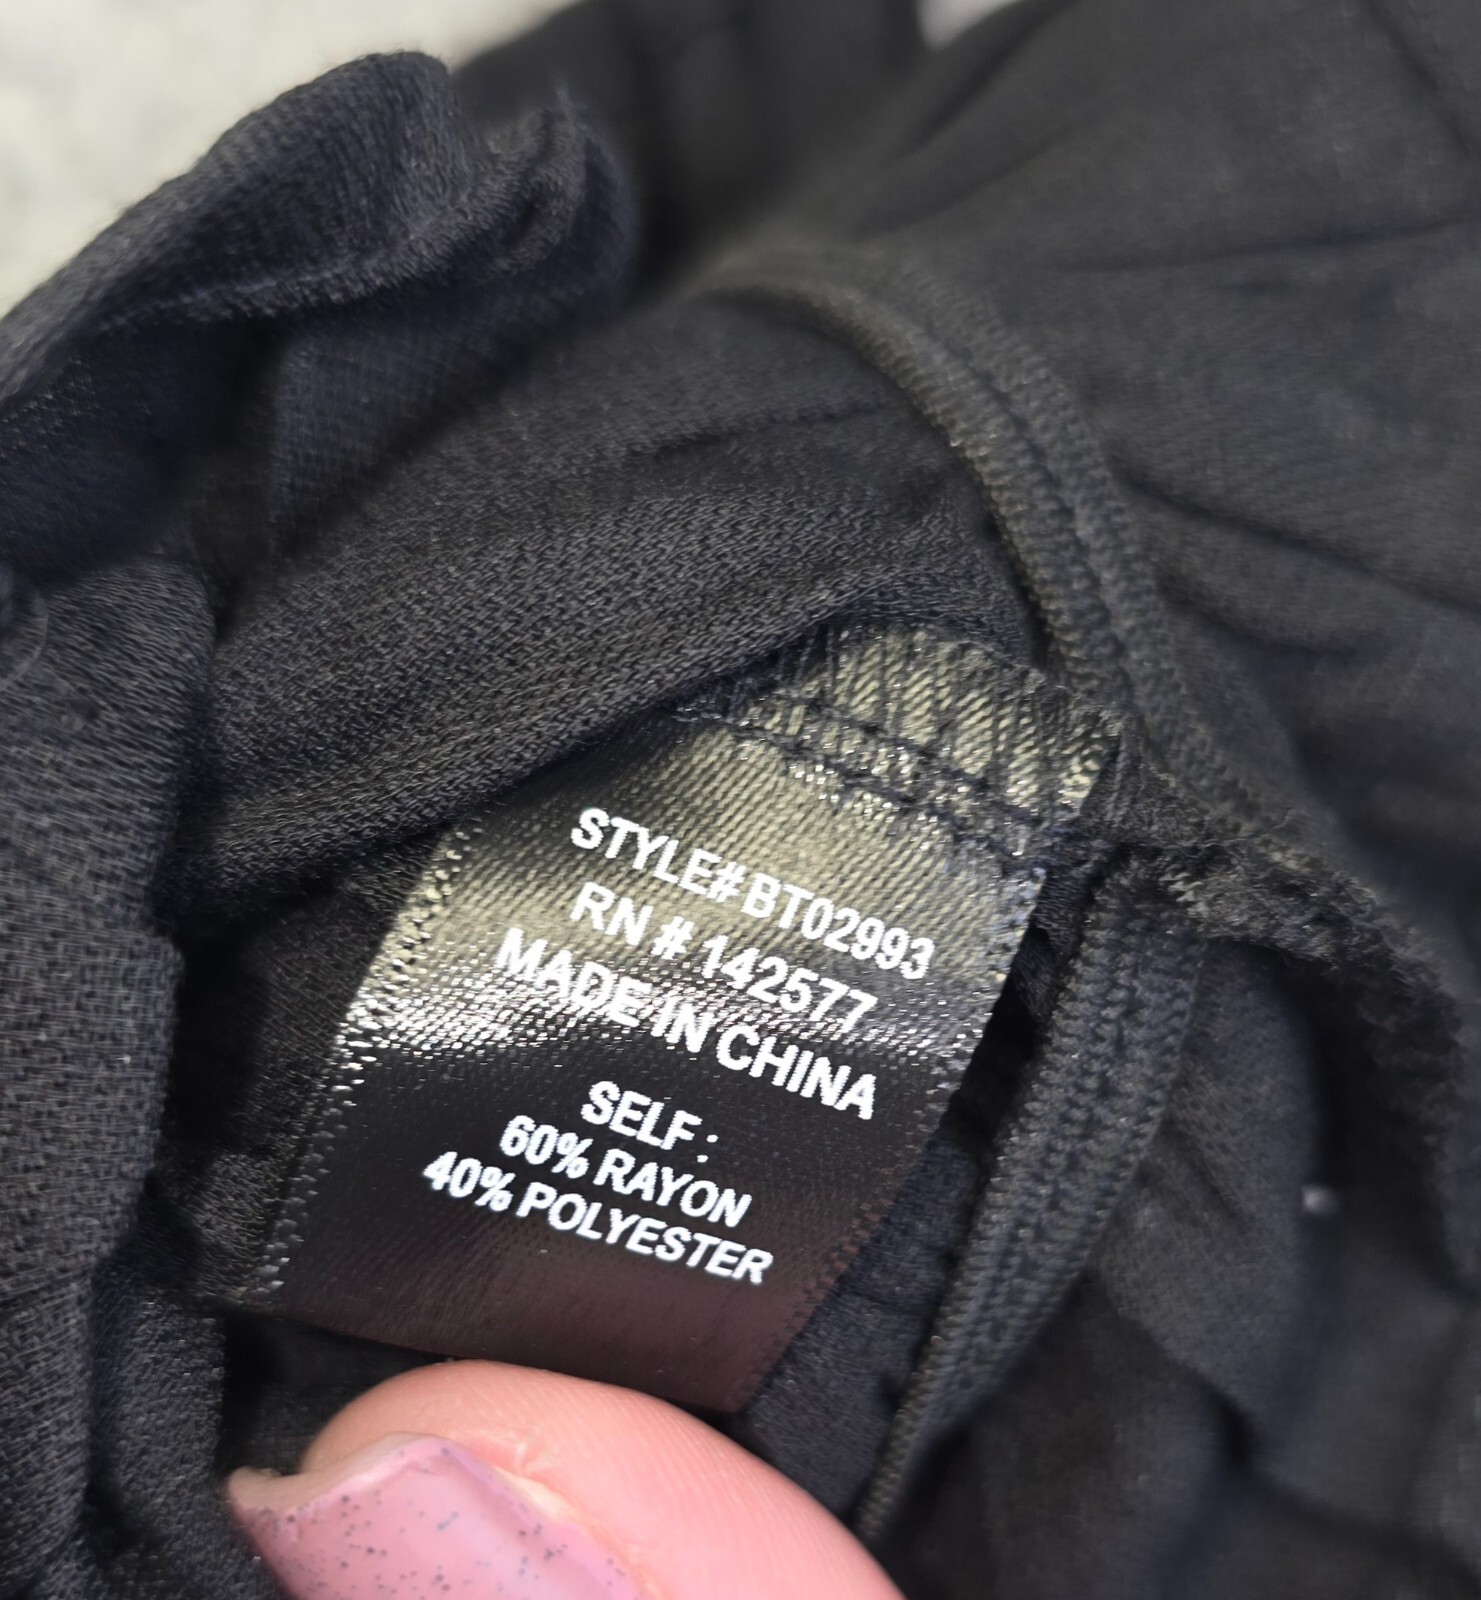 STYLE# BT02993
RN # 142577
MADE IN CHINA
SELF :
60% RAYON
40% POLYESTER